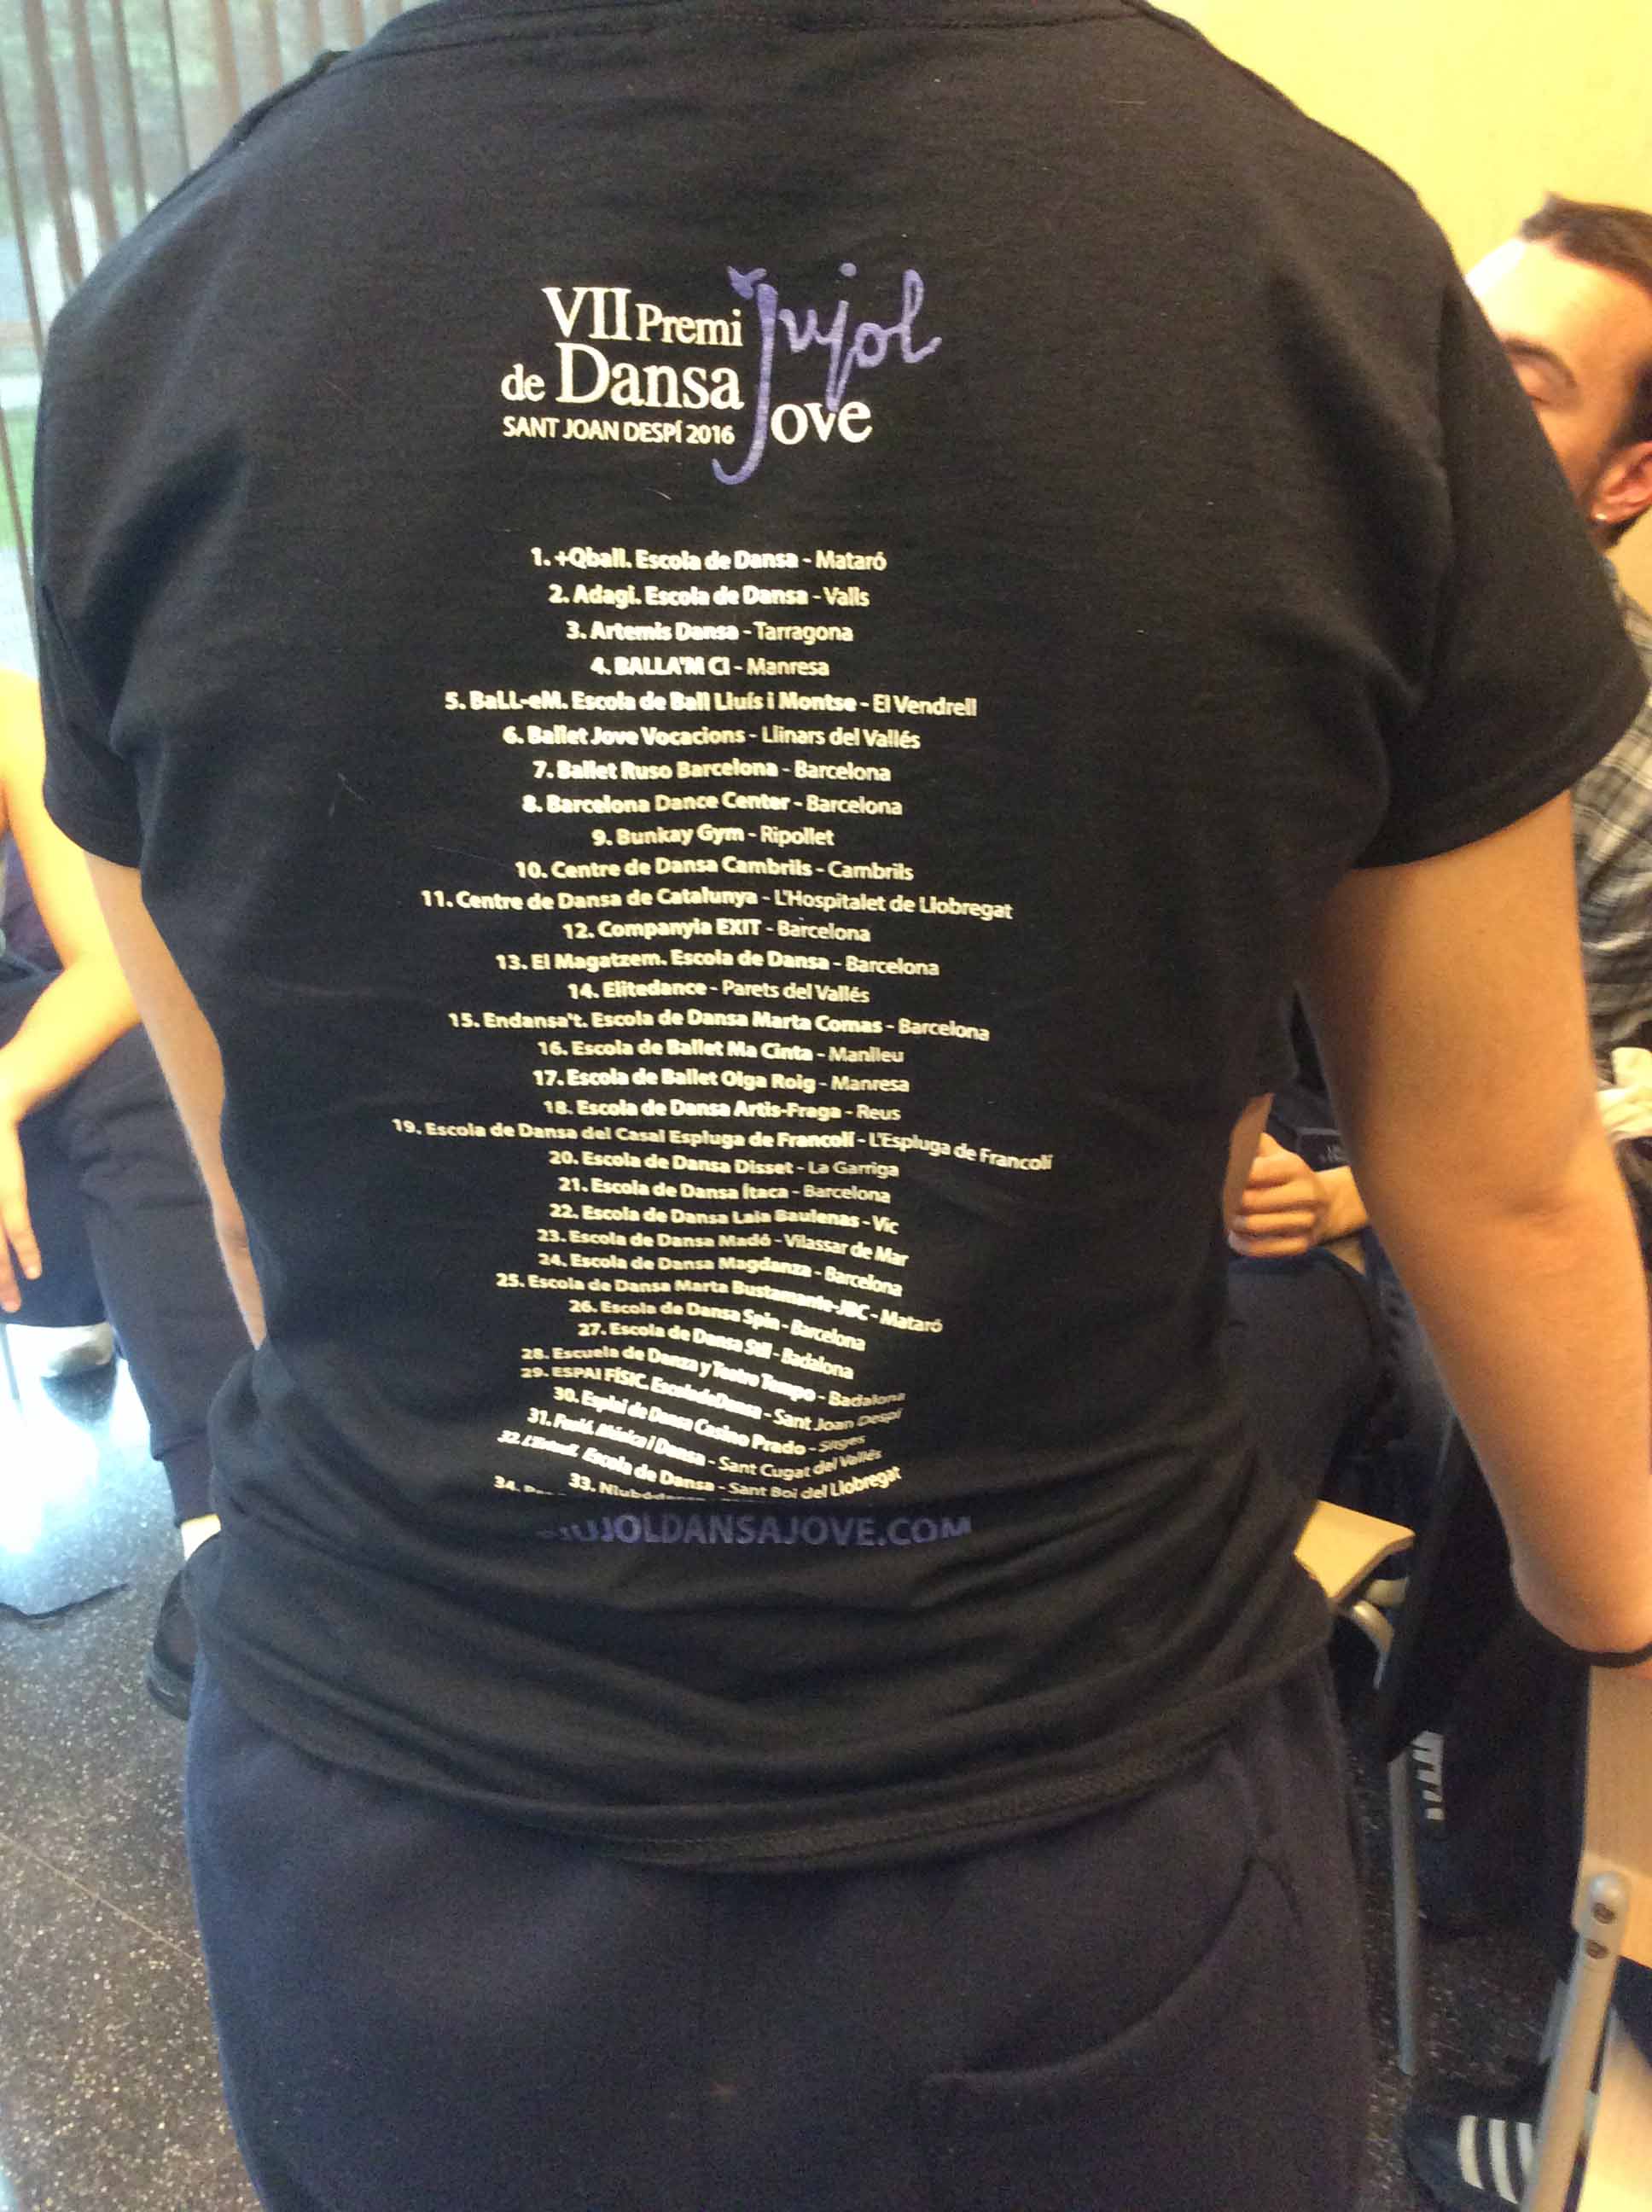 VII Premi Jujol
de Dansa Jove
SANT JOAN DESPÍ 2016
1. +Qball. Escola de Dansa - Mataró
2. Adagi. Escola de Dansa - Valls
3. Artemis Dansa - Tarragona
4. BALLA'M CI - Manresa
5. BaLL-eM. Escola de Ball Lluís i Montse - El Vendrell
6. Ballet Jove Vocacions - Llinars del Vallés
7. Ballet Ruso Barcelona - Barcelona
8. Barcelona Dance Center - Barcelona
9. Bunkay Gym - Ripollet
10. Centre de Dansa Cambrils - Cambrils
11. Centre de Dansa de Catalunya - L'Hospitalet de Llobregat
12. Companyia EXIT - Barcelona
13. El Magatzem. Escola de Dansa - Barcelona
14. Elitedance - Parets del Vallés
15. Endansa't. Escola de Dansa Marta Comas - Barcelona
16. Escola de Ballet Ma Cinta - Manlleu
17. Escola de Ballet Olga Roig - Manresa
18. Escola de Dansa Artis-Fraga - Reus
19. Escola de Dansa del Casal Espluga de Francolí - L'Espluga de Francolí
20. Escola de Dansa Disset - La Garriga
21. Escola de Dansa Ítaca - Barcelona
22. Escola de Dansa Laia Baulenas - Vic
23. Escola de Dansa Madó - Vilassar de Mar
24. Escola de Dansa Magdanza - Barcelona
25. Escola de Dansa Marta Bustamante-JBC - Mataró
26. Escola de Dansa Spin - Barcelona
27. Escola de Dansa Still - Badalona
28. Escuela de Danza y Teatro Tempo - Badalona
29. ESPAI FÍSIC. Escola de Dansa - Sant Joan Despí
30. de Dansa Casino Prado - Sitges
31. Música i Dansa - Sant Cugat del Vallés
32. Escola de Dansa - Sant Boi del Llobregat
33.
34.
JOLDANSAJOVE.COM